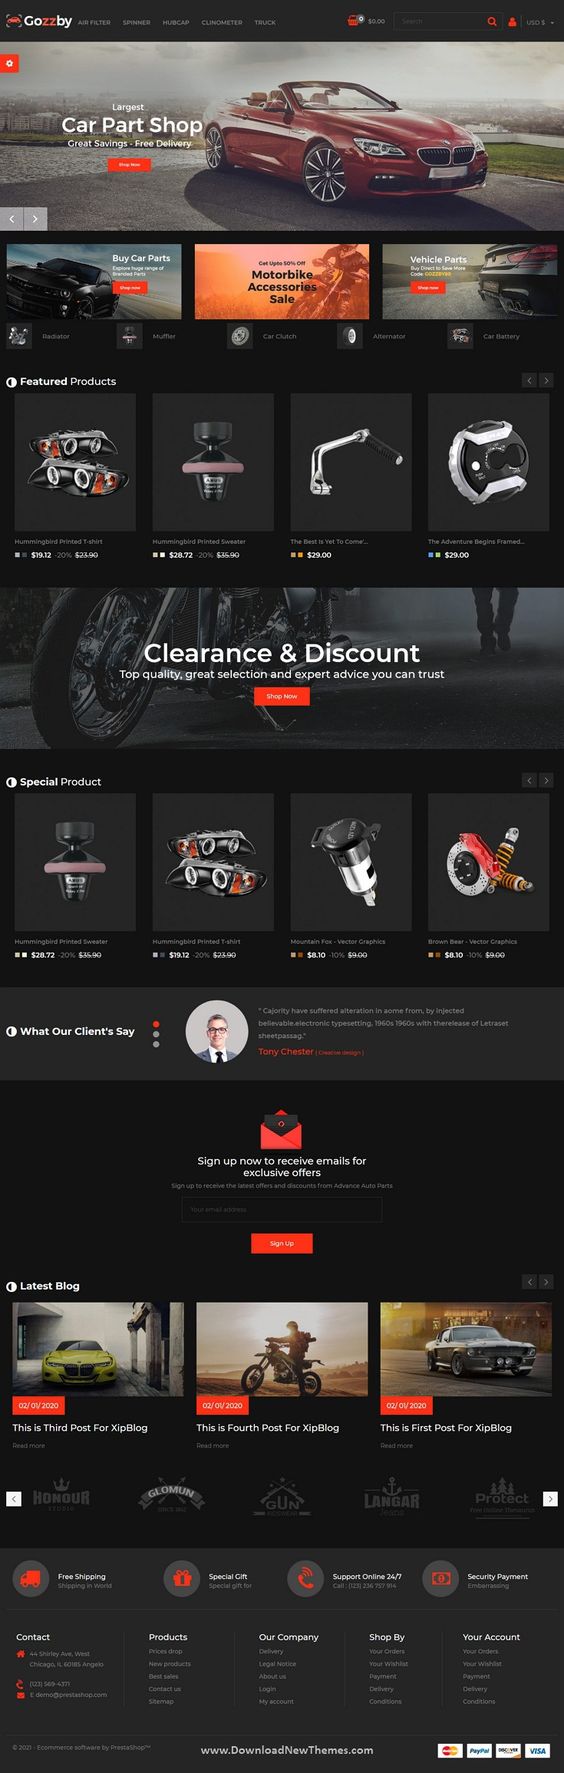 Gozzby
AIR FILTER SPINNER HUBCAP CLINOMETER TRUCK
0 $0.00
Search
USD $
Largest
Car Part Shop
Great Savings - Free Delivery
Shop Now
Buy Car Parts
Explore huge range of
Branded Parts
Shop now
Get Upto 50% Off
Motorbike
Accessories
Sale
Vehicle Parts
Buy Direct to Save More
Code:
Shop now
Radiator
Muffler
Car Clutch
Alternator
Car Battery
Featured Products
ABUS
Hummingbird Printed T-shirt
$19.12 -20% $23.90
Hummingbird Printed Sweater
$28.72 -20% $35.90
The Best Is Yet To Come'...
$29.00
The Adventure Begins Framed...
$29.00
Clearance & Discount
Top quality, great selection and expert advice you can trust
Shop Now
Special Product
ABUS
Hummingbird Printed Sweater
$28.72 -20% $35.90
Hummingbird Printed T-shirt
$19.12 -20% $23.90
Mountain Fox - Vector Graphics
$8.10 -10% $9.00
Brown Bear - Vector Graphics
$8.10 -10% $9.00
What Our Client's Say
" Cajority have suffered alteration in aome from, by injected
believable.electronic typesetting, 1960s 1960s with therelease of Letraset
sheetpassag."
Tany Chester ( Creative design )
Sign up now to receive emails for
exclusive offers
Sign up to receive the latest offers and discounts from Advance Auto Parts
Your email address
Sign Up
Latest Blog
02/ 01/ 2020
This is Third Post For XipBlog
Read more
02/ 01/ 2020
This is Fourth Post For XipBlog
Read more
02/ 01/ 2020
This is First Post For XipBlog
Read more
HONOUR
STUDIO
GLOMUN
SINCE 1962
GUN
KIDSWEAR
LANGAR
Jeans
Protect
Free Online Thesaurus
Free Shipping
Shipping in World
Special Gift
Special gift for
Support Online 24/7
Call : (123) 236 757 914
Security Payment
Embarrassing
Contact
44 Shirley Ave, West
Chicago, IL 60185 Angelo
(123) 569-4371
E demo@prestashop.com
Products
Prices drop
New products
Best sales
Contact us
Sitemap
Our Company
Delivery
Legal Notice
About us
Login
My account
Shop By
Your Orders
Your Wishlist
Payment
Delivery
Conditions
Your Account
Your Orders
Your Wishlist
Payment
Delivery
Conditions
© 2021 - Ecommerce software by PrestaShop™
www.DownloadNewThemes.com
MasterCard PayPal DISCOVER VISA